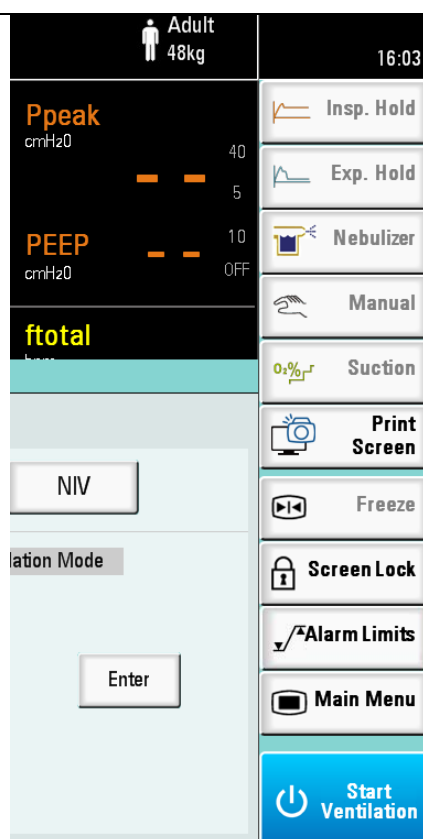 Adult
48kg
16:03
Ppeak
cmH2O
40
5
PEEP
cmH2O
10
OFF
ftotal
NIV
lation Mode
Enter
Insp. Hold
Exp. Hold
Nebulizer
Manual
O₂%
Suction
Print
Screen
Freeze
Screen Lock
Alarm Limits
Main Menu
Start
Ventilation